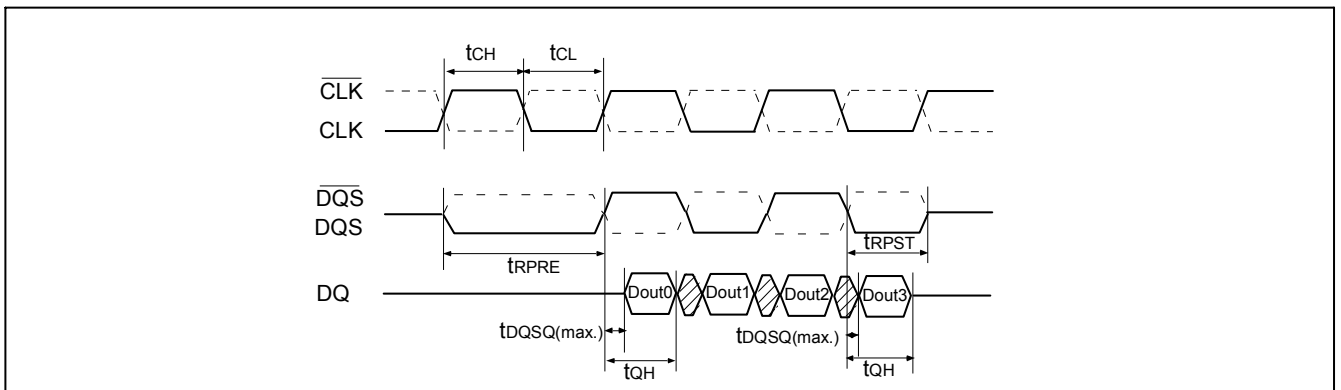 tCH tCL
CLK
CLK
DQS
DQS
tRPRE
tRPST
DQ
Dout0 Dout1 Dout2 Dout3
tDQSQ(max.) tDQSQ(max.)
tQH tQH